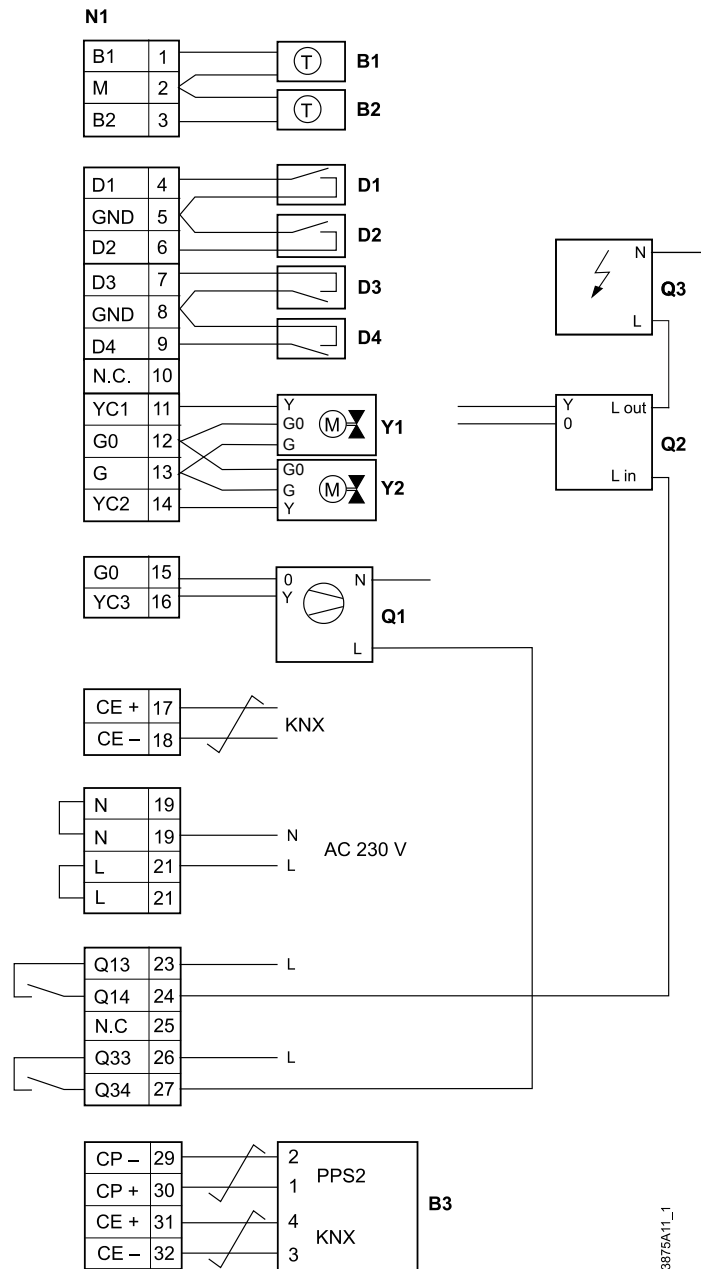 N1
B1 1 T B1
M 2
B2 3 T B2
D1 4 D1
GND 5
D2 6 D2
D3 7 D3
GND 8
D4 9 D4
N.C. 10
YC1 11 Y
G0 12 G0 M Y1
G 13 G
YC2 14 G0
G M Y2
Y
N
Q3
L
Y L out
0
Q2
L in
G0 15 0 N
YC3 16 Y
Q1
L
CE + 17
KNX
CE – 18
N 19
N 19 N
AC 230 V
L 21 L
L 21
Q13 23 L
Q14 24
N.C 25
Q33 26 L
Q34 27
CP – 29 2
PPS2
CP + 30 1
B3
CE + 31 4
KNX
CE – 32 3
3875A11_1